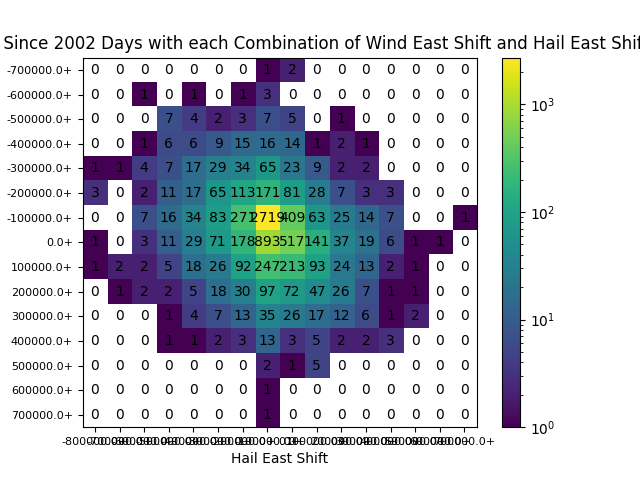 Since 2002 Days with each Combination of Wind East Shift and Hail East Shif
-700000.0+ 0 0 0 0 0 0 0 1 2 0 0 0 0 0 0 0
-600000.0+ 0 0 1 0 1 0 1 3 0 0 0 0 0 0 0 0
-500000.0+ 0 0 0 7 4 2 3 7 5 0 1 0 0 0 0 0
-400000.0+ 0 0 1 6 6 9 15 16 14 1 2 1 0 0 0 0
-300000.0+ 1 1 4 7 17 29 34 65 23 9 2 2 0 0 0 0
-200000.0+ 3 0 2 11 17 65 113 171 81 28 7 3 3 0 0 0
-100000.0+ 0 0 7 16 34 83 271 2719 409 63 25 14 7 0 0 1
0.0+ 1 0 3 11 29 71 178 893 517 141 37 19 6 1 1 0
100000.0+ 1 2 2 5 18 26 92 247 213 93 24 13 2 1 0 0
200000.0+ 0 1 2 2 5 18 30 97 72 47 26 7 1 1 0 0
300000.0+ 0 0 0 1 4 7 13 35 26 17 12 6 1 2 0 0
400000.0+ 0 0 0 1 1 2 3 13 3 5 2 2 2 0 0 0
500000.0+ 0 0 0 0 0 0 0 2 1 5 0 0 0 0 0 0
600000.0+ 0 0 0 0 0 0 0 1 0 0 0 0 0 0 0 0
700000.0+ 0 0 0 0 0 0 0 1 0 0 0 0 0 0 0 0
Hail East Shift
10³
10²
10¹
10⁰